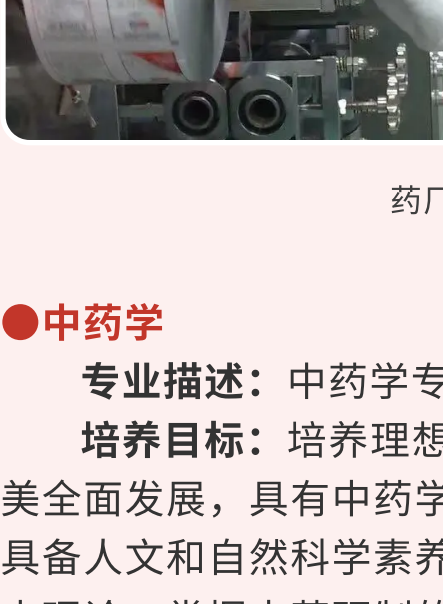 药厂
●中药学
专业描述：中药学专
培养目标：培养理想
美全面发展，具有中药学
具备人文和自然科学素养